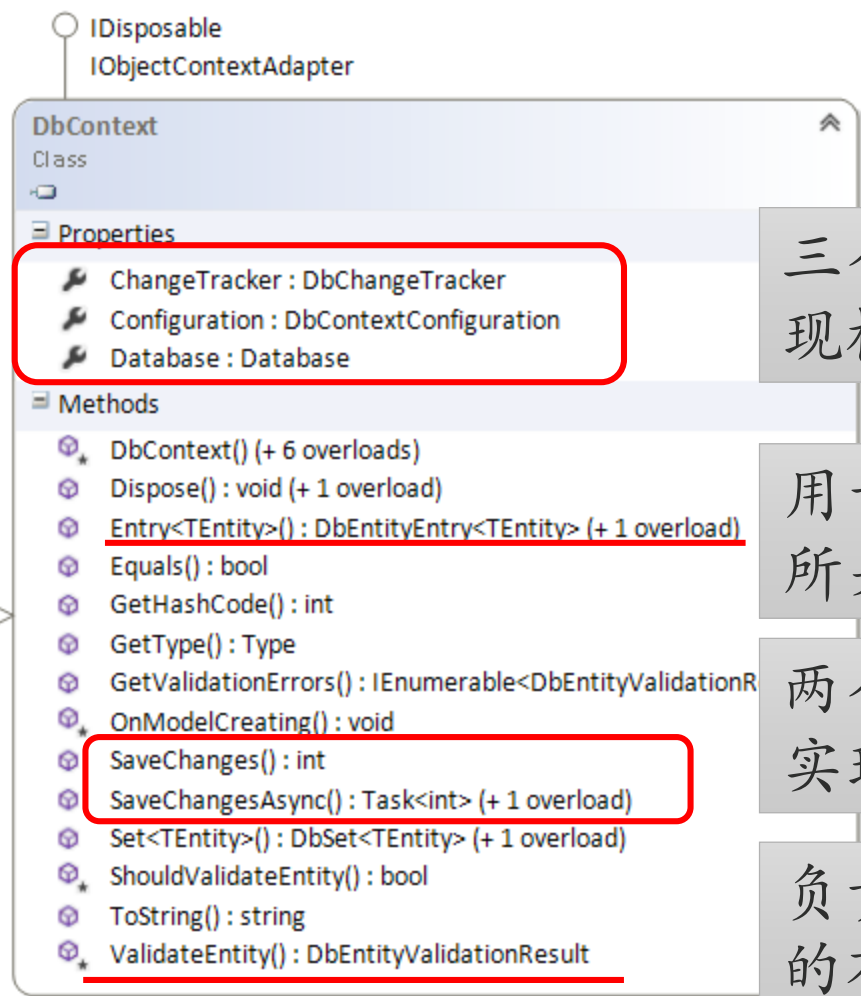 IDisposable
IObjectContextAdapter
DbContext
Class
Properties
ChangeTracker : DbChangeTracker
Configuration : DbContextConfiguration
Database : Database
Methods
DbContext() (+ 6 overloads)
Dispose() : void (+ 1 overload)
Entry<TEntity>() : DbEntityEntry<TEntity> (+ 1 overload)
Equals() : bool
GetHashCode() : int
GetType() : Type
GetValidationErrors() : IEnumerable<DbEntityValidationR
OnModelCreating() : void
SaveChanges() : int
SaveChangesAsync() : Task<int> (+ 1 overload)
Set<TEntity>() : DbSet<TEntity> (+ 1 overload)
ShouldValidateEntity() : bool
ToString() : string
ValidateEntity() : DbEntityValidationResult
三
现
用
所
两
实
负
的